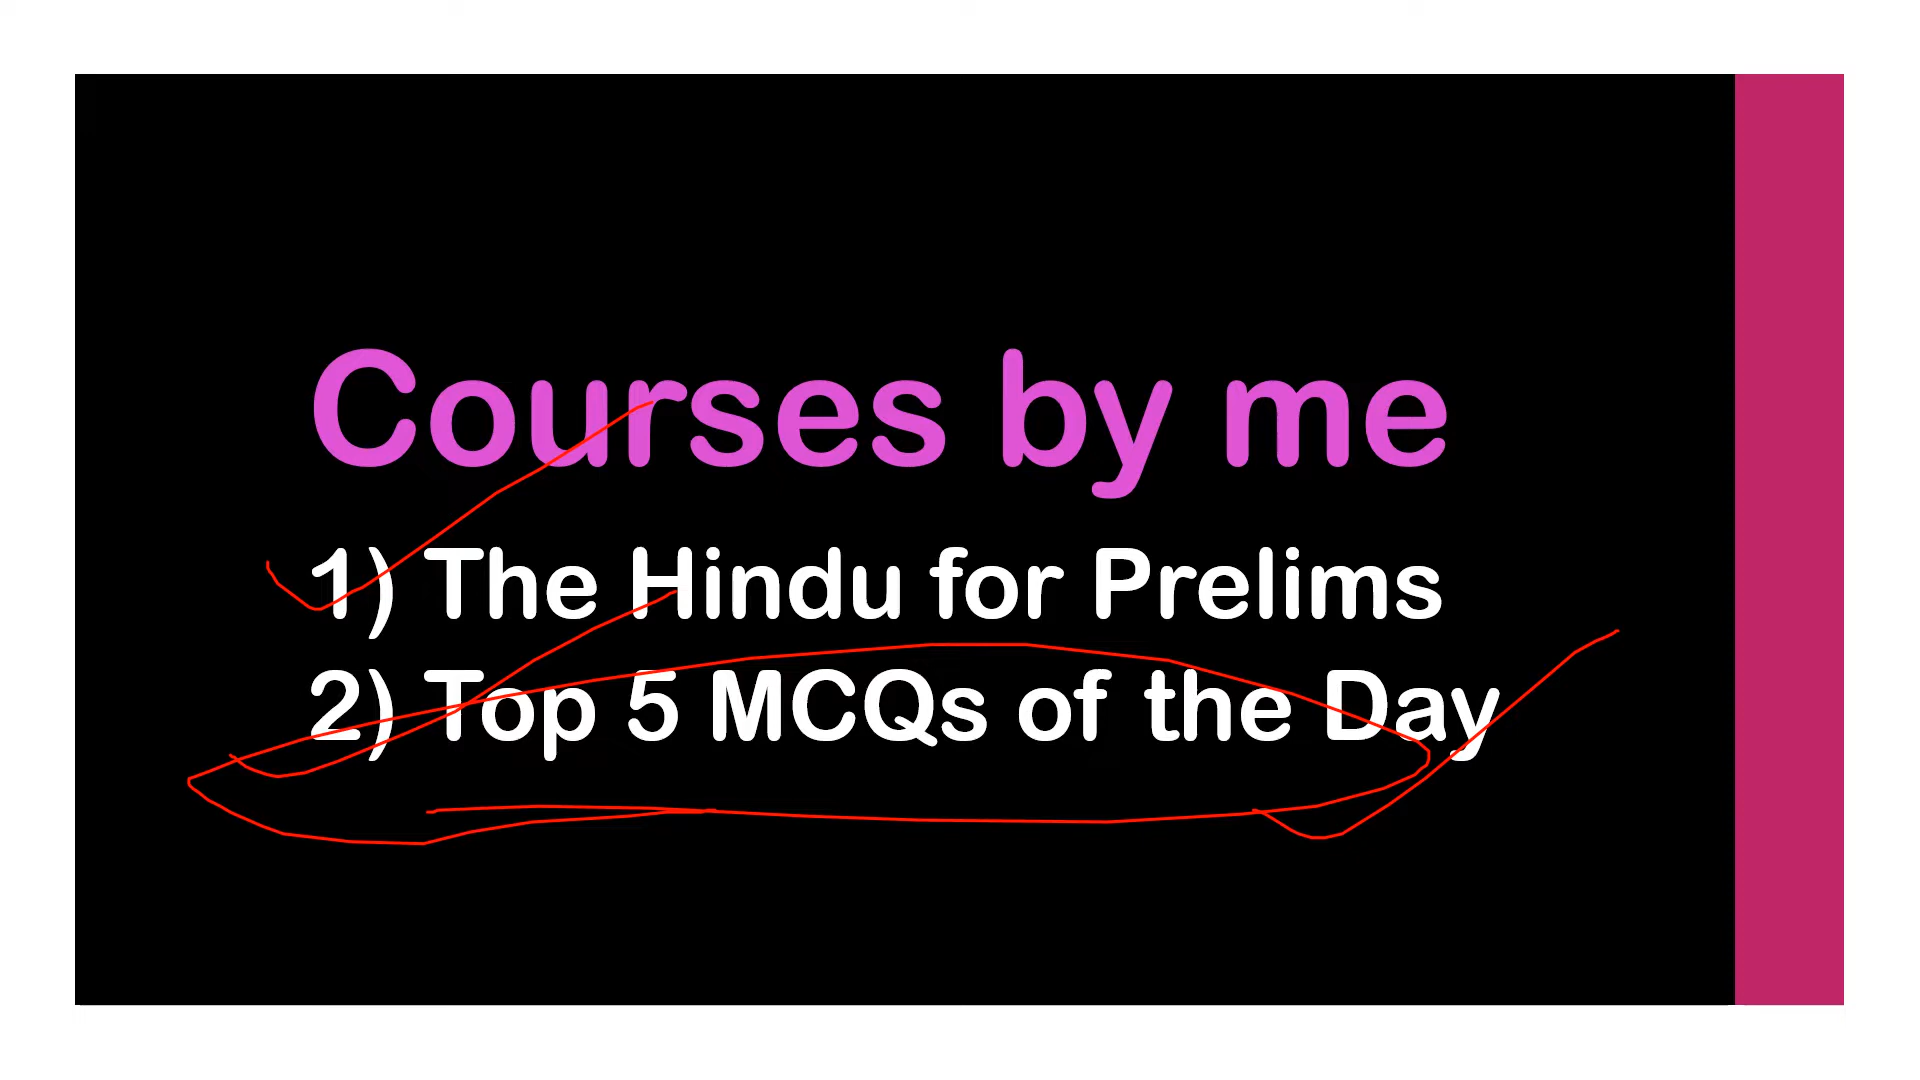 Courses by me
1) The Hindu for Prelims
2) Top 5 MCQs of the Day